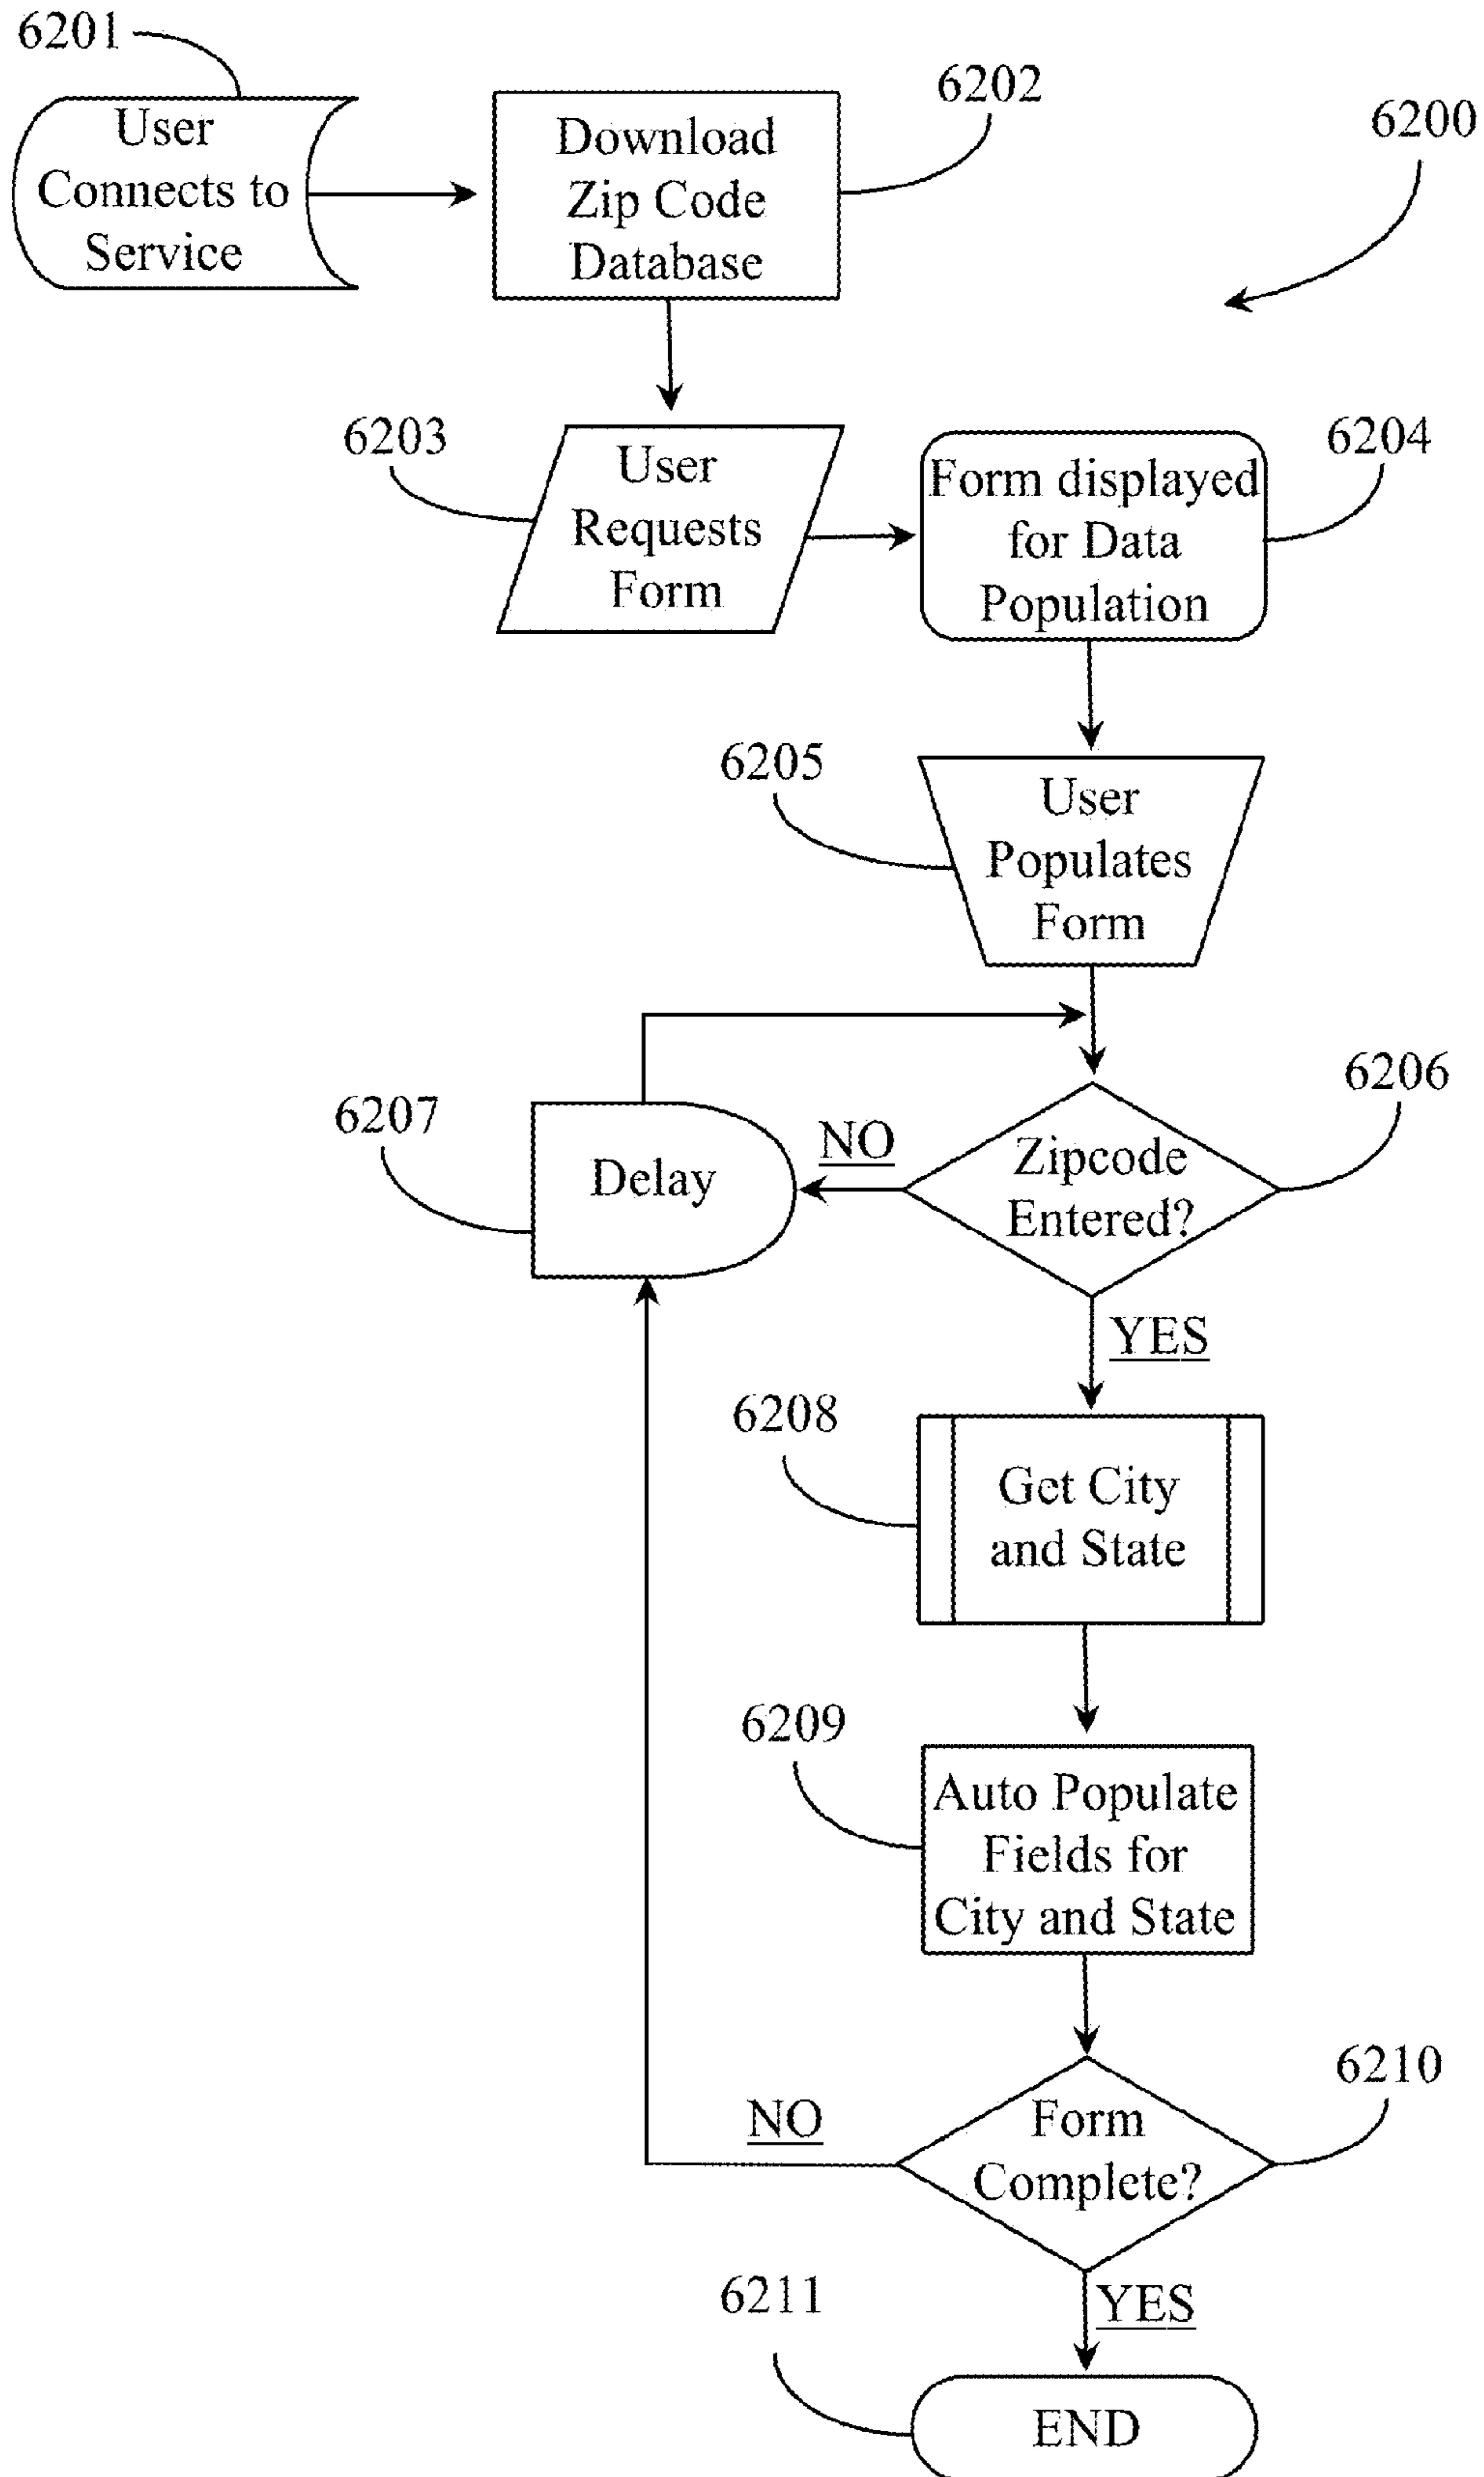 6201
User
Connects to
Service
6202
Download
Zip Code
Database
6200
6203
User
Requests
Form
6204
Form displayed
for Data
Population
6205
User
Populates
Form
6206
Zipcode
Entered?
NO
6207
Delay
YES
6208
Get City
and State
6209
Auto Populate
Fields for
City and State
6210
Form
Complete?
NO
YES
6211
END